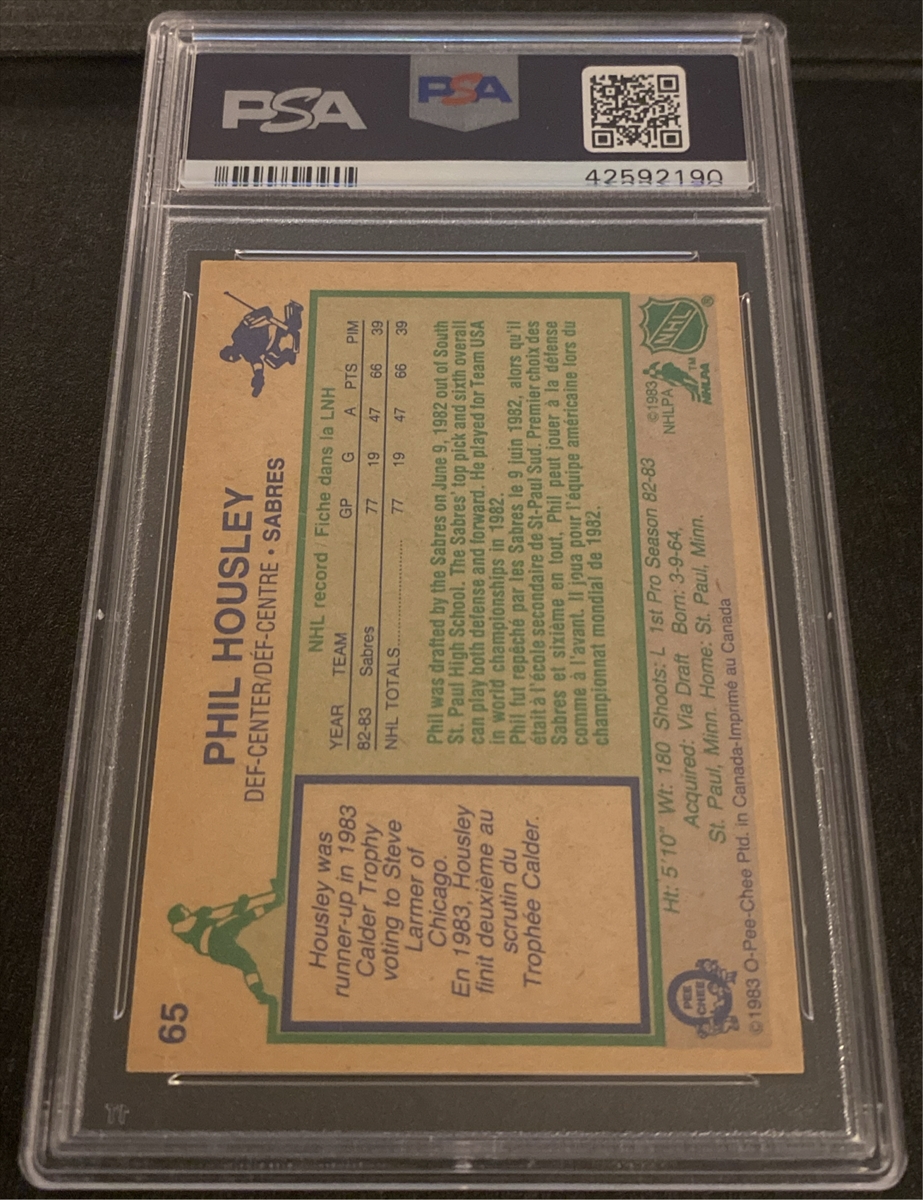 PSA
PSA
42592190
65
PHIL HOUSLEY
DEF-CENTER/DÉF-CENTRE • SABRES
Housley was
runner-up in 1983
Calder Trophy
voting to Steve
Larmer of
Chicago.
En 1983, Housley
finit deuxième au
scrutin du
Trophée Calder.
NHL record / Fiche dans la LNH
YEAR TEAM GP G A PTS PIM
82-83 Sabres 77 19 47 66 39
NHL TOTALS.................... 77 19 47 66 39
Phil was drafted by the Sabres on June 9, 1982 out of South
St. Paul High School. The Sabres' top pick and sixth overall
can play both defense and forward. He played for Team USA
in world championships in 1982.
Phil fut repêché par les Sabres le 9 juin 1982, alors qu'il
était à l'école secondaire de St-Paul Sud. Premier choix des
Sabres et sixième en tout, Phil peut jouer à la défense
comme à l'avant. Il joua pour l'équipe américaine lors du
championnat mondial de 1982.
Ht: 5'10" Wt: 180 Shoots: L 1st Pro Season 82-83
Acquired: Via Draft Born: 3-9-64,
St. Paul, Minn. Home: St. Paul, Minn.
©1983 O-Pee-Chee Ptd. in Canada-Imprimé au Canada
O PEE CHEE
©1983
NHLPA
NHL ®
NHLPA ™